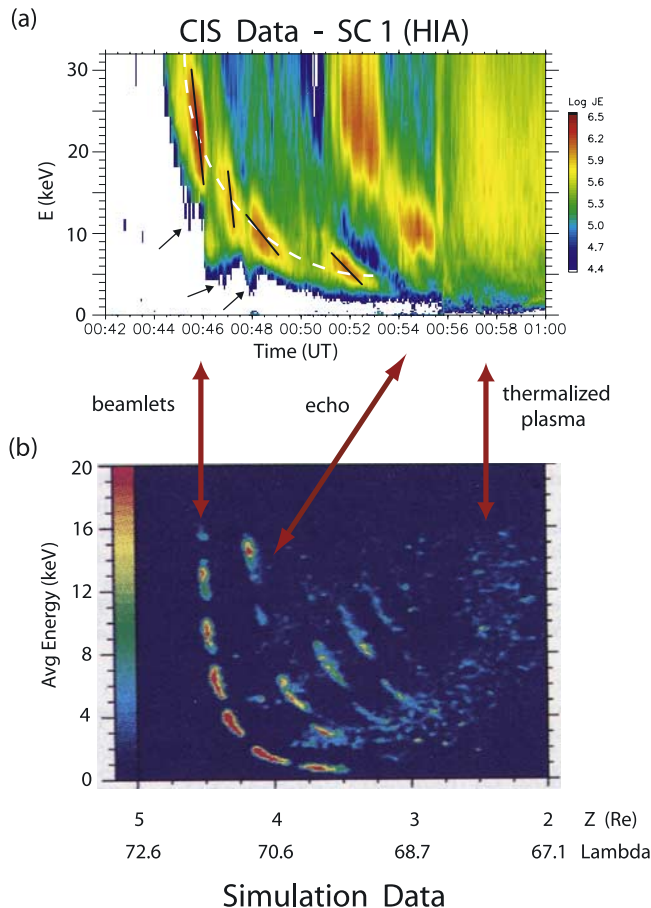 (a)
CIS Data - SC 1 (HIA)
E (keV)
30
20
10
0
00:42 00:44 00:46 00:48 00:50 00:52 00:54 00:56 00:58 01:00
Time (UT)
Log JE
6.5
6.2
5.9
5.6
5.3
5.0
4.7
4.4
beamlets
echo
thermalized
plasma
(b)
Avg Energy (keV)
20
16
12
8
4
0
5 4 3 2 Z (Re)
72.6 70.6 68.7 67.1 Lambda
Simulation Data